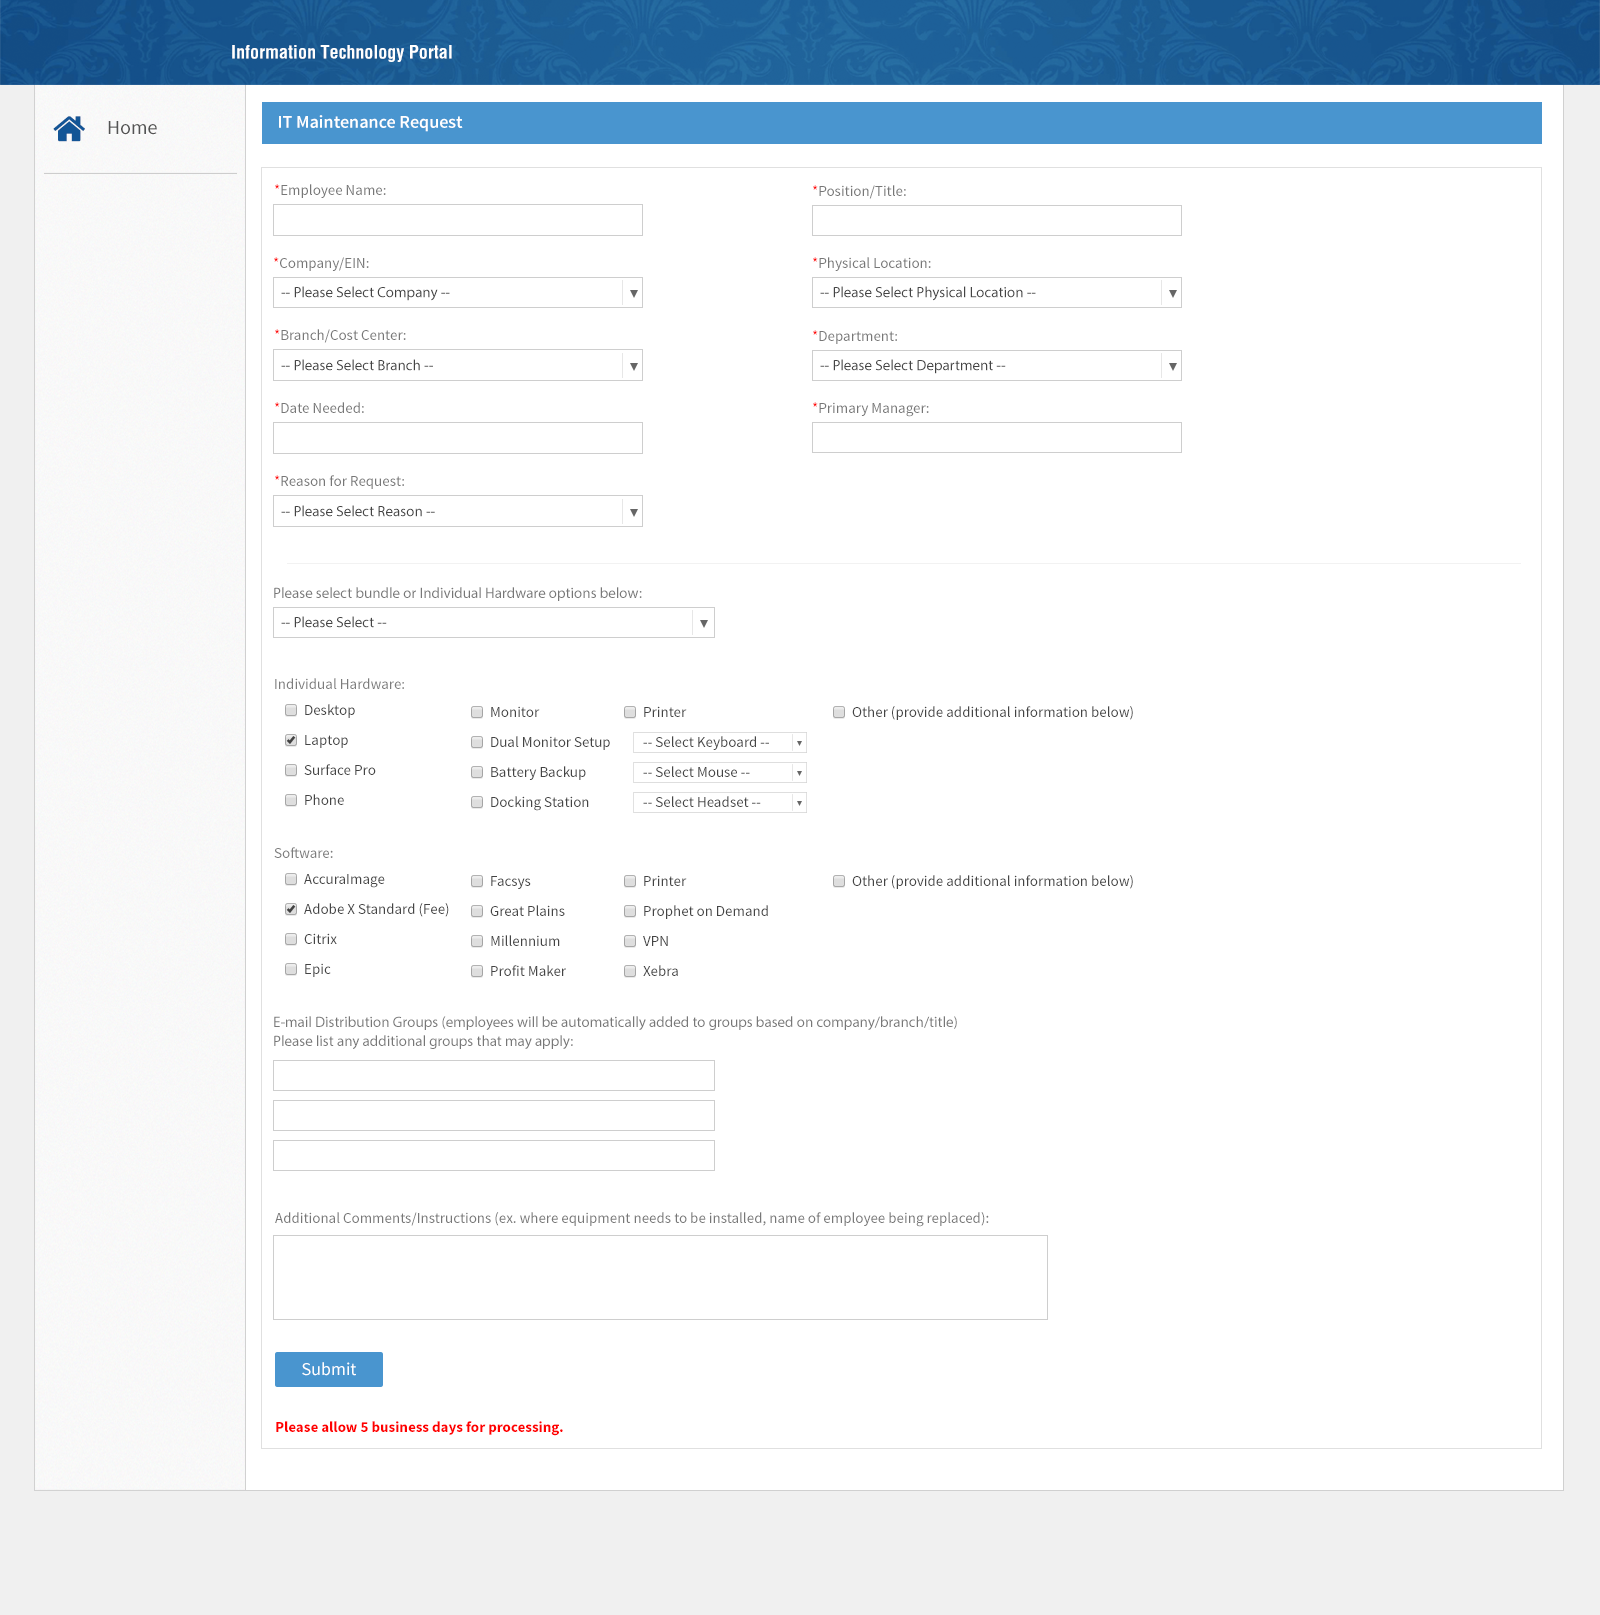 Information Technology Portal
Home
IT Maintenance Request
*Employee Name:
*Position/Title:
*Company/EIN:
*Physical Location:
-- Please Select Company --
-- Please Select Physical Location --
*Branch/Cost Center:
*Department:
-- Please Select Branch --
-- Please Select Department --
*Date Needed:
*Primary Manager:
*Reason for Request:
-- Please Select Reason --
Please select bundle or Individual Hardware options below:
-- Please Select --
Individual Hardware:
Desktop
Monitor
Printer
Other (provide additional information below)
Laptop
Dual Monitor Setup
-- Select Keyboard --
Surface Pro
Battery Backup
-- Select Mouse --
Phone
Docking Station
-- Select Headset --
Software:
AccuraImage
Facsys
Printer
Other (provide additional information below)
Adobe X Standard (Fee)
Great Plains
Prophet on Demand
Citrix
Millennium
VPN
Epic
Profit Maker
Xebra
E-mail Distribution Groups (employees will be automatically added to groups based on company/branch/title)
Please list any additional groups that may apply:
Additional Comments/Instructions (ex. where equipment needs to be installed, name of employee being replaced):
Submit
Please allow 5 business days for processing.